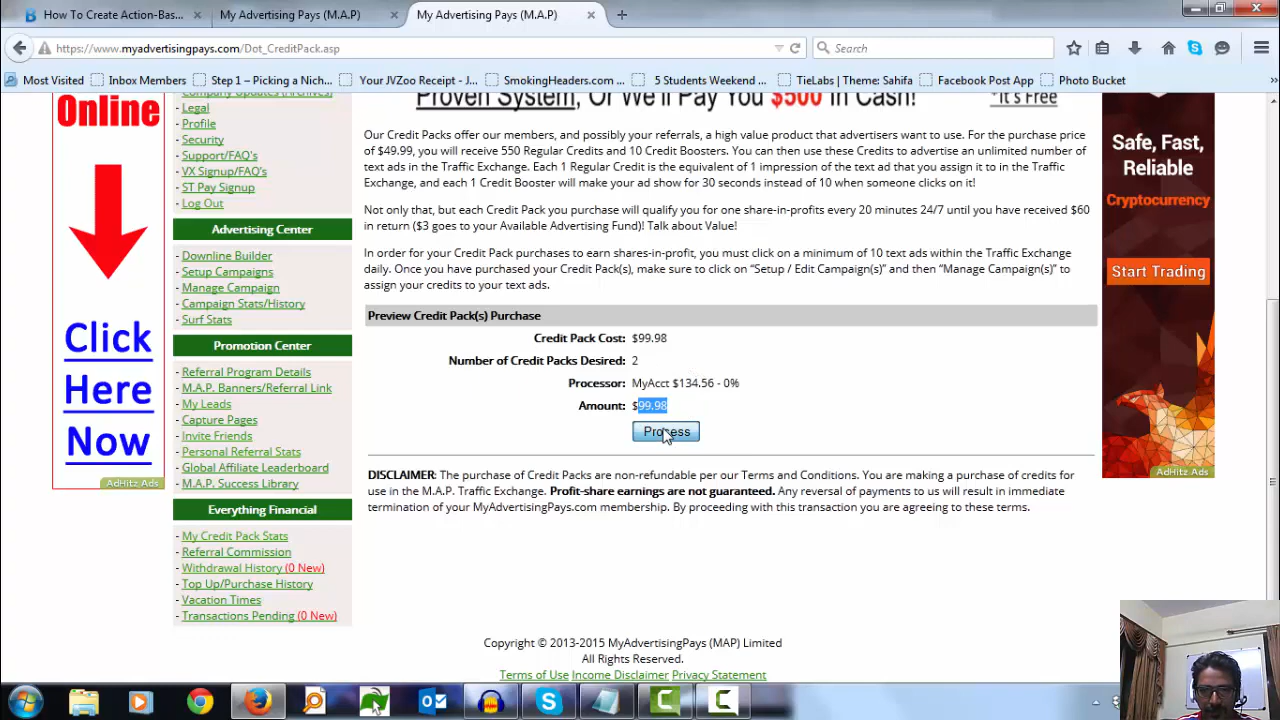 How To Create Action-Bas...
My Advertising Pays (M.A.P)
My Advertising Pays (M.A.P)
https://www.myadvertisingpays.com/Dot_CreditPack.asp
Search
Most Visited
Inbox Members
Step 1 – Picking a Nich...
Your JVZoo Receipt - J...
SmokingHeaders.com ...
5 Students Weekend ...
TieLabs | Theme: Sahifa
Facebook Post App
Photo Bucket
Online
Click
Here
Now
AdHitz Ads
Company Updates (Archives)
- Legal
- Profile
- Security
- Support/FAQ's
- VX Signup/FAQ's
- ST Pay Signup
- Log Out
Advertising Center
- Downline Builder
- Setup Campaigns
- Manage Campaign
- Campaign Stats/History
- Surf Stats
Promotion Center
- Referral Program Details
- M.A.P. Banners/Referral Link
- My Leads
- Capture Pages
- Invite Friends
- Personal Referral Stats
- Global Affiliate Leaderboard
- M.A.P. Success Library
Everything Financial
- My Credit Pack Stats
- Referral Commission
- Withdrawal History (0 New)
- Top Up/Purchase History
- Vacation Times
- Transactions Pending (0 New)
Proven System, Or We'll Pay You $500 In Cash!
*It's Free
Our Credit Packs offer our members, and possibly your referrals, a high value product that advertisers want to use. For the purchase price
of $49.99, you will receive 550 Regular Credits and 10 Credit Boosters. You can then use these Credits to advertise an unlimited number of
text ads in the Traffic Exchange. Each 1 Regular Credit is the equivalent of 1 impression of the text ad that you assign it to in the Traffic
Exchange, and each 1 Credit Booster will make your ad show for 30 seconds instead of 10 when someone clicks on it!
Not only that, but each Credit Pack you purchase will qualify you for one share-in-profits every 20 minutes 24/7 until you have received $60
in return ($3 goes to your Available Advertising Fund)! Talk about Value!
In order for your Credit Pack purchases to earn shares-in-profit, you must click on a minimum of 10 text ads within the Traffic Exchange
daily. Once you have purchased your Credit Pack(s), make sure to click on “Setup / Edit Campaign(s)” and then “Manage Campaign(s)” to
assign your credits to your text ads.
Preview Credit Pack(s) Purchase
Credit Pack Cost: $99.98
Number of Credit Packs Desired: 2
Processor: MyAcct $134.56 - 0%
Amount: $99.98
Process
DISCLAIMER: The purchase of Credit Packs are non-refundable per our Terms and Conditions. You are making a purchase of credits for
use in the M.A.P. Traffic Exchange. Profit-share earnings are not guaranteed. Any reversal of payments to us will result in immediate
termination of your MyAdvertisingPays.com membership. By proceeding with this transaction you are agreeing to these terms.
Copyright © 2013-2015 MyAdvertisingPays (MAP) Limited
All Rights Reserved.
Terms of Use Income Disclaimer Privacy Statement
Safe, Fast,
Reliable
Cryptocurrency
Start Trading
AdHitz Ads